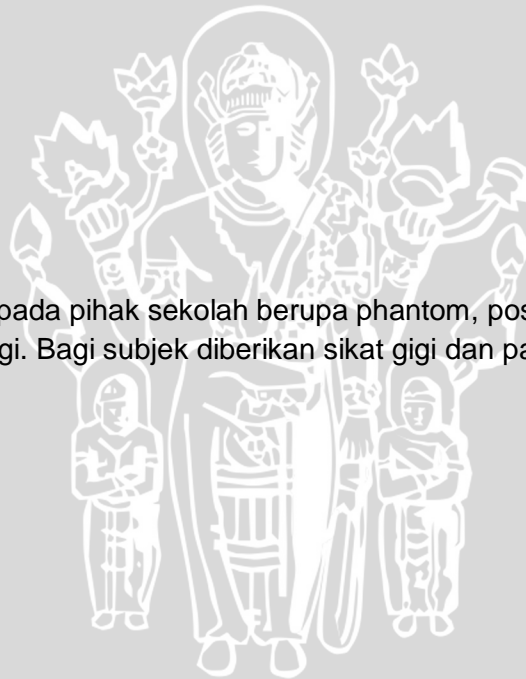 pada pihak sekolah berupa phantom, pos
gi. Bagi subjek diberikan sikat gigi dan pa